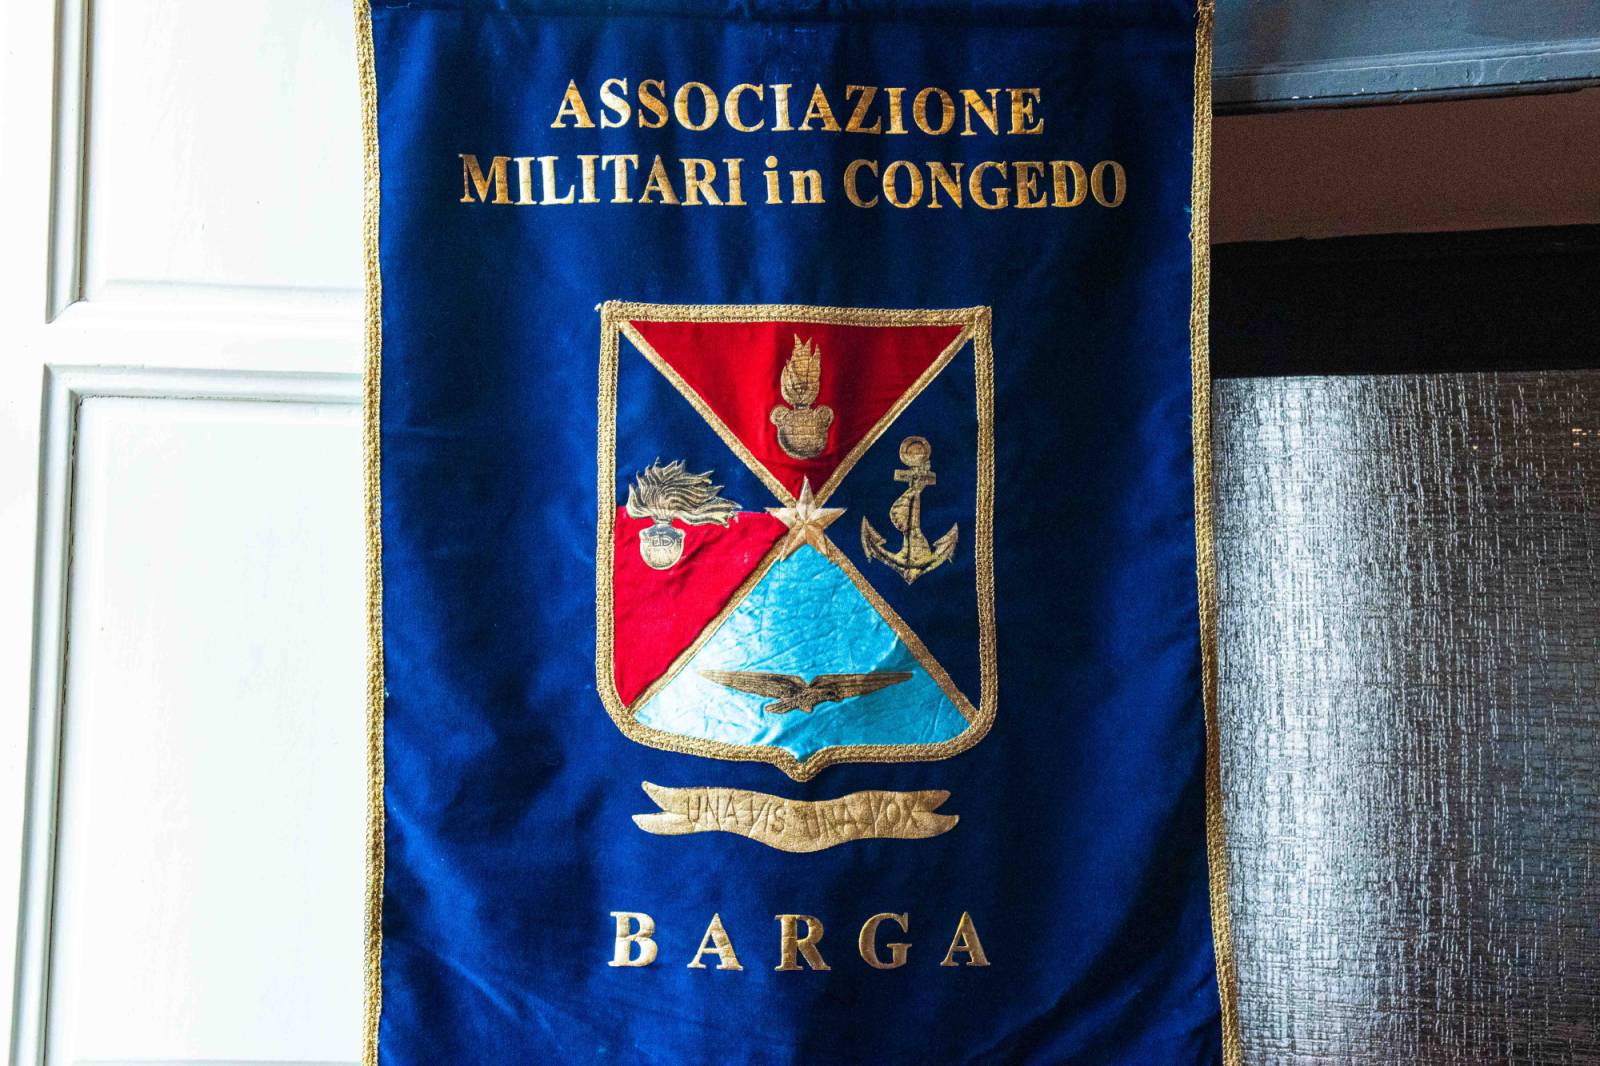 ASSOCIAZIONE
MILITARI in CONGEDO
UNA VIS UNA VOX
BARGA